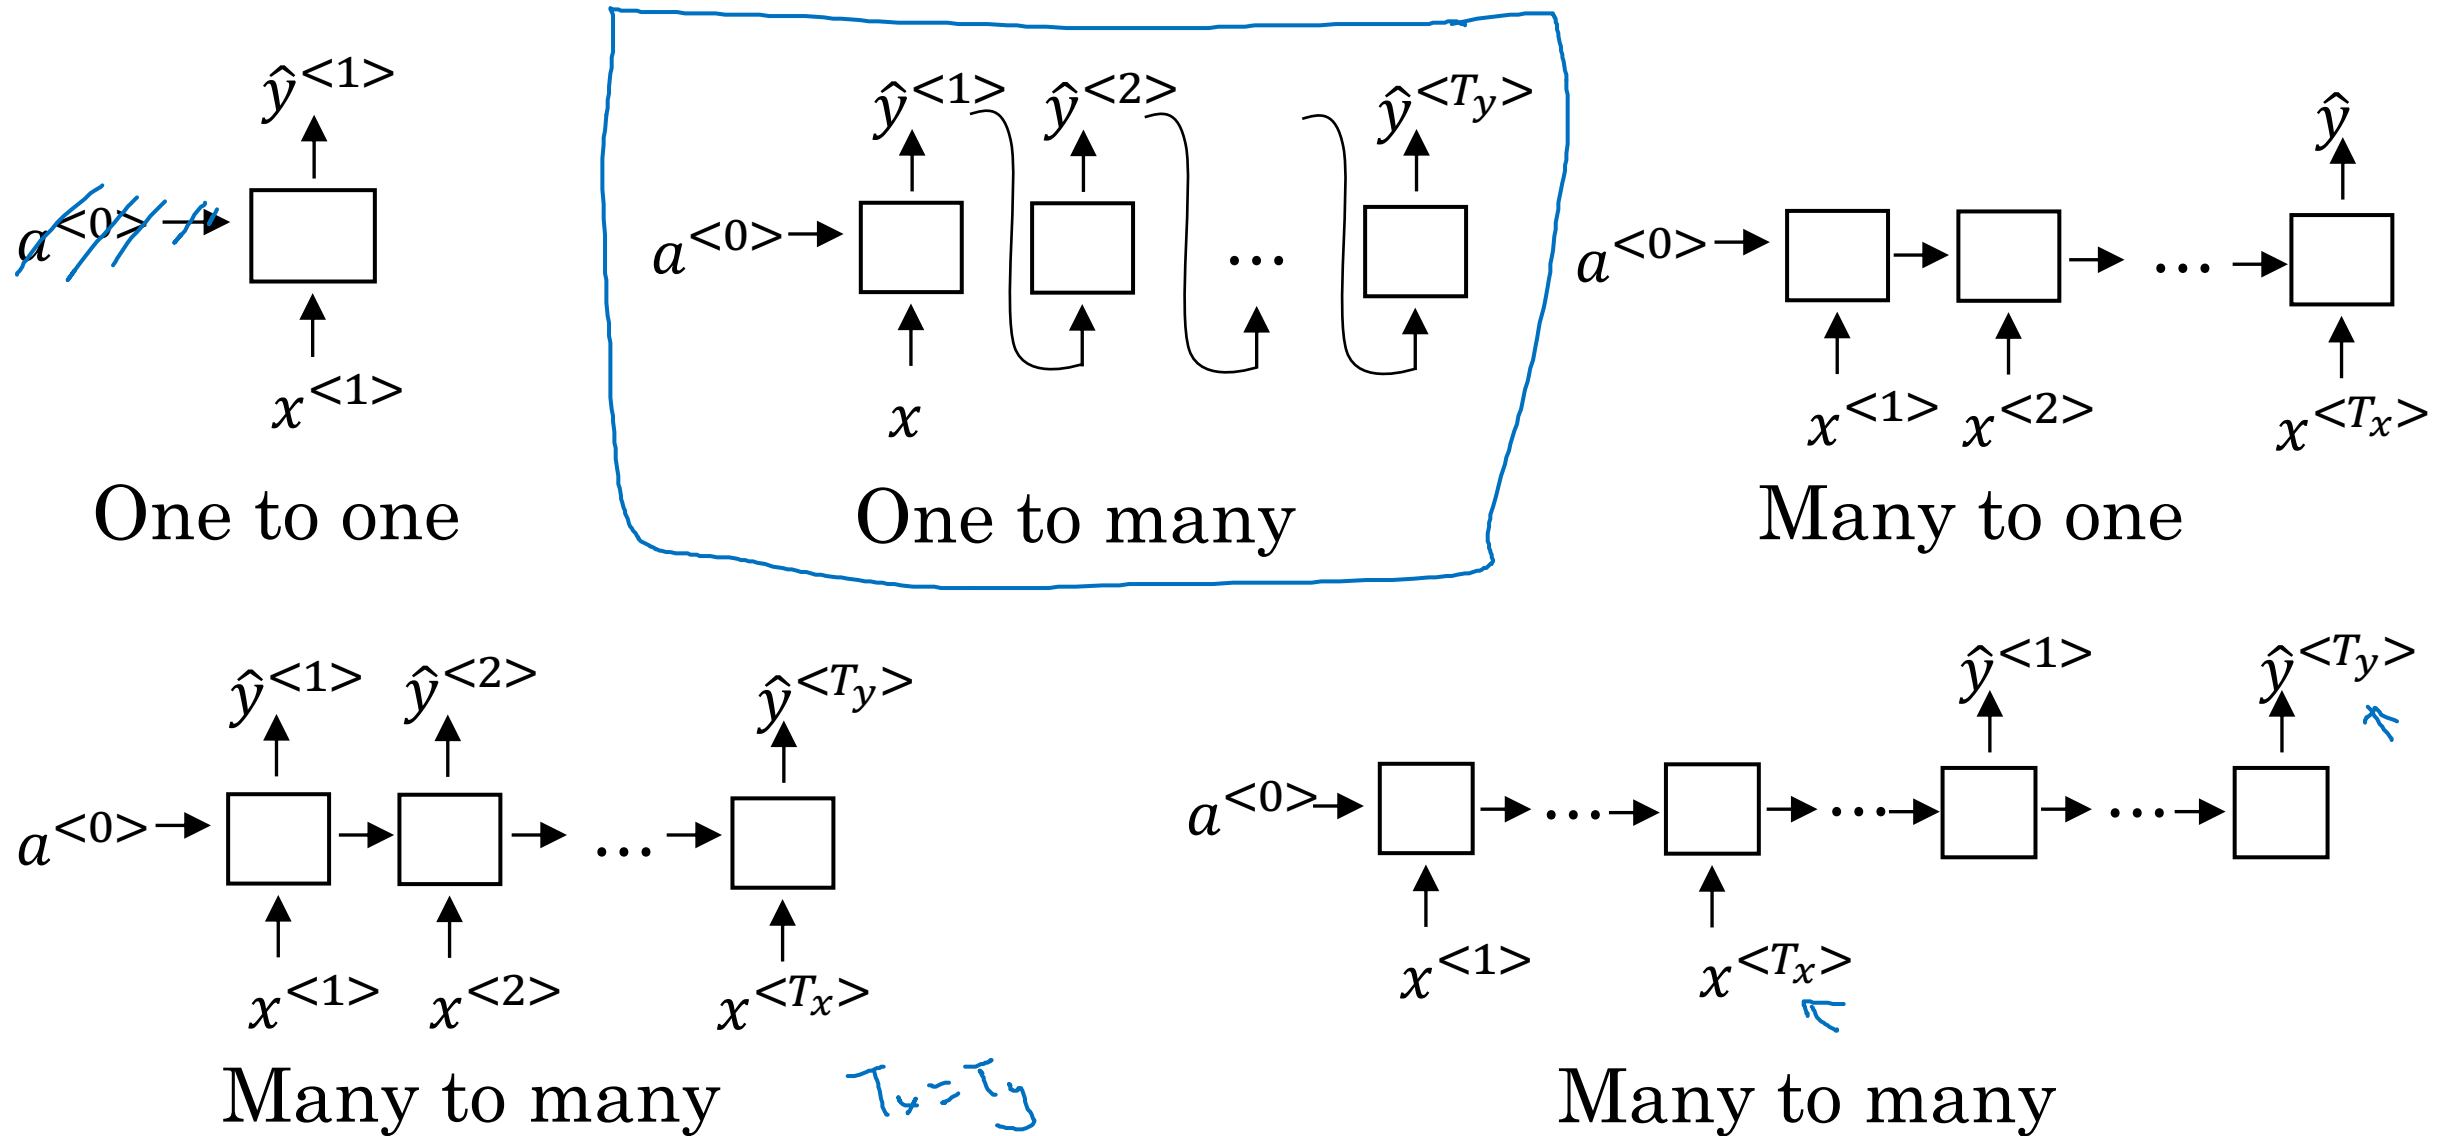 ŷ<1>
a<0>
x<1>
One to one
ŷ<1> ŷ<2> ŷ<Ty>
a<0> ...
x
One to many
ŷ
a<0> ...
x<1> x<2> x<Tx>
Many to one
ŷ<1> ŷ<2> ŷ<Ty>
a<0> ...
x<1> x<2> x<Tx>
Many to many Tx=Ty
ŷ<1> ŷ<Ty>
a<0> ... ... ...
x<1> x<Tx>
Many to many